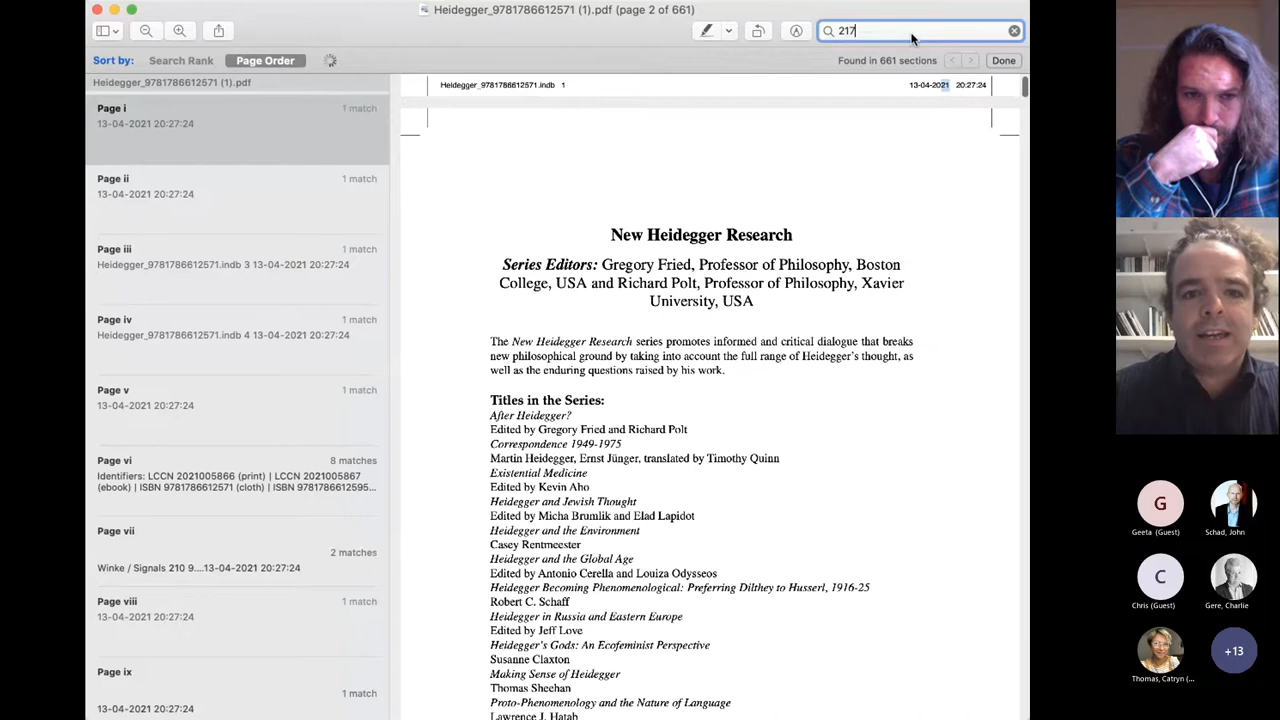 Heidegger_9781786612571 (1).pdf (page 2 of 661)
217
Sort by: Search Rank Page Order
Found in 661 sections
Done
Heidegger_9781786612571 (1).pdf
Page i 1 match
13-04-2021 20:27:24
Page ii 1 match
13-04-2021 20:27:24
Page iii 1 match
Heidegger_9781786612571.indb 3 13-04-2021 20:27:24
Page iv 1 match
Heidegger_9781786612571.indb 4 13-04-2021 20:27:24
Page v 1 match
13-04-2021 20:27:24
Page vi 8 matches
Identifiers: LCCN 2021005866 (print) | LCCN 2021005867
(ebook) | ISBN 9781786612571 (cloth) | ISBN 9781786612595...
Page vii
2 matches
Winke / Signals 210 9....13-04-2021 20:27:24
Page viii 1 match
13-04-2021 20:27:24
Page ix
1 match
13-04-2021 20:27:24
Heidegger_9781786612571.indb 1 13-04-2021 20:27:24
New Heidegger Research
Series Editors: Gregory Fried, Professor of Philosophy, Boston
College, USA and Richard Polt, Professor of Philosophy, Xavier
University, USA
The New Heidegger Research series promotes informed and critical dialogue that breaks
new philosophical ground by taking into account the full range of Heidegger's thought, as
well as the enduring questions raised by his work.
Titles in the Series:
After Heidegger?
Edited by Gregory Fried and Richard Polt
Correspondence 1949-1975
Martin Heidegger, Ernst Jünger, translated by Timothy Quinn
Existential Medicine
Edited by Kevin Aho
Heidegger and Jewish Thought
Edited by Micha Brumlik and Elad Lapidot
Heidegger and the Environment
Casey Rentmeester
Heidegger and the Global Age
Edited by Antonio Cerella and Louiza Odysseos
Heidegger Becoming Phenomenological: Preferring Dilthey to Husserl, 1916-25
Robert C. Schaff
Heidegger in Russia and Eastern Europe
Edited by Jeff Love
Heidegger's Gods: An Ecofeminist Perspective
Susanne Claxton
Making Sense of Heidegger
Thomas Sheehan
Proto-Phenomenology and the Nature of Language
Lawrence J. Hatab
G
Geeta (Guest)
Schad, John
C
Chris (Guest)
Gere, Charlie
Thomas, Catryn (...
+13